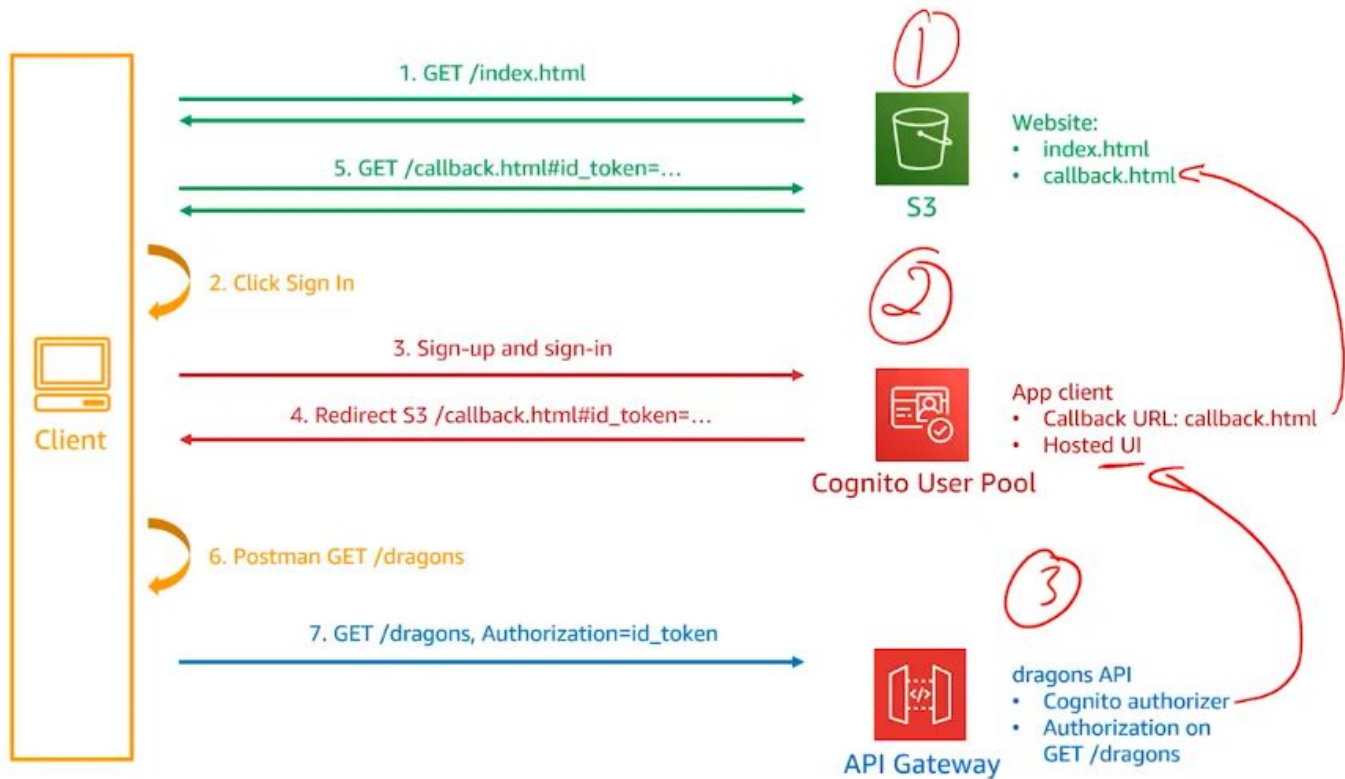 ①
1. GET /index.html
Website:
• index.html
• callback.html
5. GET /callback.html#id_token=...
S3
2. Click Sign In
②
3. Sign-up and sign-in
4. Redirect S3 /callback.html#id_token=...
App client
• Callback URL: callback.html
• Hosted UI
Client
Cognito User Pool
6. Postman GET /dragons
③
7. GET /dragons, Authorization=id_token
dragons API
• Cognito authorizer
• Authorization on
GET /dragons
</>
API Gateway